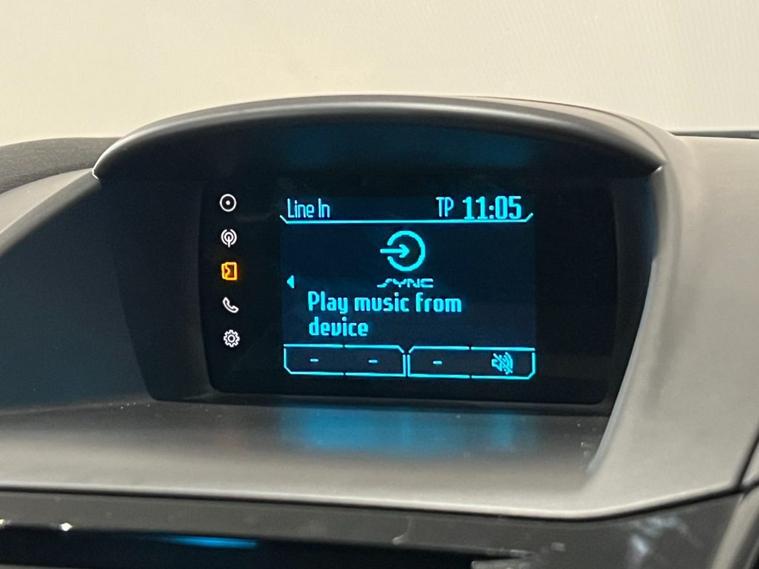 Line In TP 11:05
SYNC
Play music from
device